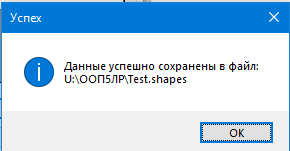 Успех
Данные успешно сохранены в файл:
U:\ООП5ЛР\Test.shapes
OK